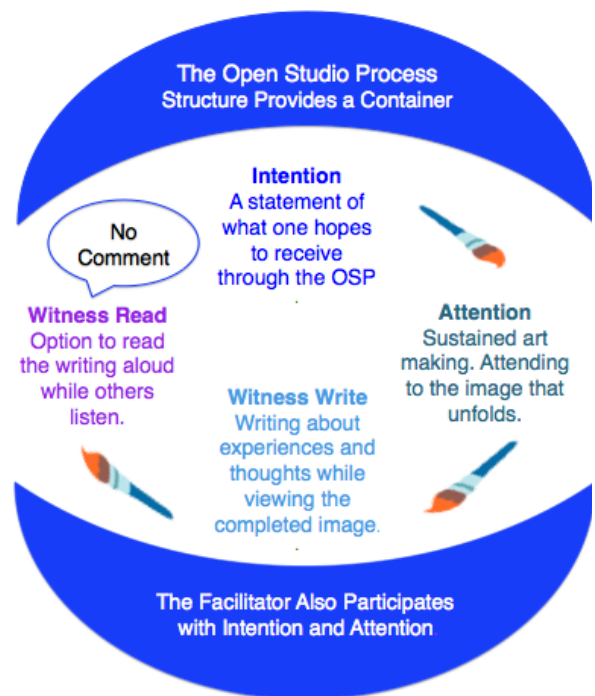 The Open Studio Process
Structure Provides a Container
Intention
A statement of
what one hopes
to receive
through the OSP
.
No
Comment
Witness Read
Option to read
the writing aloud
while others
listen.
Attention
Sustained art
making. Attending
to the image that
unfolds.
Witness Write
Writing about
experiences and
thoughts while
viewing the
completed image.
.
The Facilitator Also Participates
with Intention and Attention.